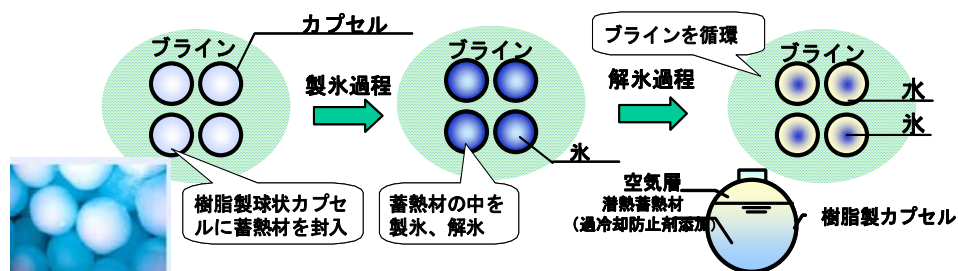 カプセル
ブライン
製氷過程
樹脂製球状カプセ
ルに蓄熱材を封入
ブライン
氷
蓄熱材の中を
製氷、解氷
解氷過程
ブラインを循環
ブライン
水
氷
空気層
潜熱蓄熱材
（過冷却防止剤添加）
樹脂製カプセル